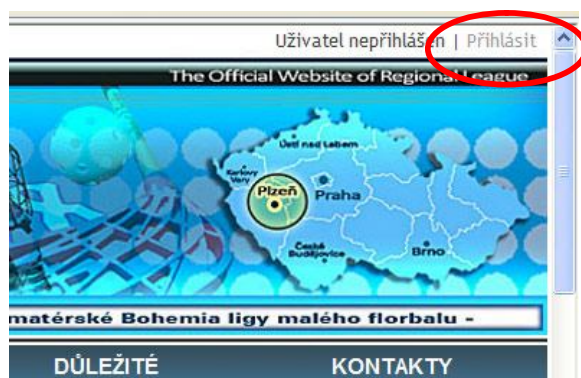 Uživatel nepřihlášen | Přihlásit
The Official Website of Regional League
Ústí nad Labem
Karlovy
Vary
Plzeň
Praha
České
Budějovice
Brno
matérské Bohemia ligy malého florbalu -
DŮLEŽITÉ KONTAKTY